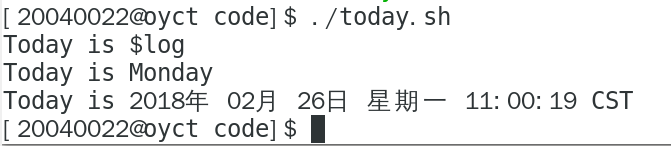 [20040022@oyct code]$ ./today.sh
Today is $log
Today is Monday
Today is 2018年 02月 26日 星期一 11:00:19 CST
[20040022@oyct code]$